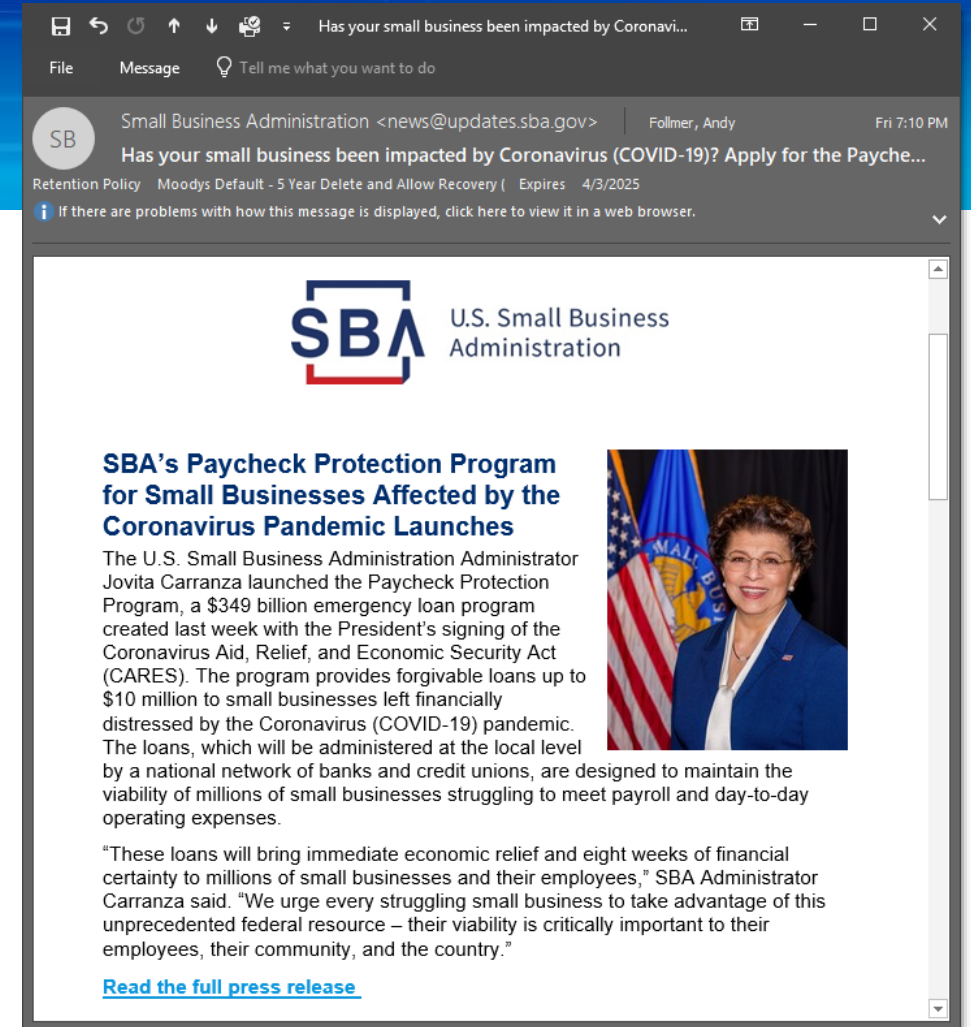 Has your small business been impacted by Coronavi...
File Message Tell me what you want to do
SB
Small Business Administration <news@updates.sba.gov> Follmer, Andy Fri 7:10 PM
Has your small business been impacted by Coronavirus (COVID-19)? Apply for the Payche...
Retention Policy Moodys Default - 5 Year Delete and Allow Recovery ( Expires 4/3/2025
If there are problems with how this message is displayed, click here to view it in a web browser.
SBA U.S. Small Business
Administration
SBA’s Paycheck Protection Program
for Small Businesses Affected by the
Coronavirus Pandemic Launches
The U.S. Small Business Administration Administrator
Jovita Carranza launched the Paycheck Protection
Program, a $349 billion emergency loan program
created last week with the President’s signing of the
Coronavirus Aid, Relief, and Economic Security Act
(CARES). The program provides forgivable loans up to
$10 million to small businesses left financially
distressed by the Coronavirus (COVID-19) pandemic.
The loans, which will be administered at the local level
by a national network of banks and credit unions, are designed to maintain the
viability of millions of small businesses struggling to meet payroll and day-to-day
operating expenses.
“These loans will bring immediate economic relief and eight weeks of financial
certainty to millions of small businesses and their employees,” SBA Administrator
Carranza said. “We urge every struggling small business to take advantage of this
unprecedented federal resource – their viability is critically important to their
employees, their community, and the country.”
Read the full press release